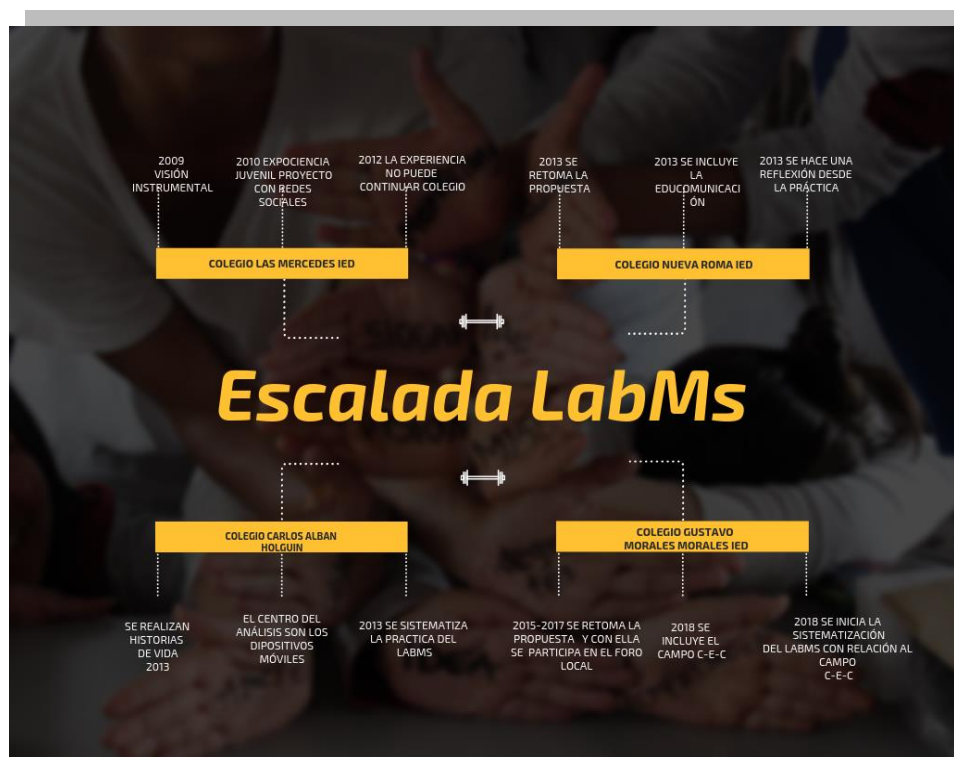 2009
VISIÓN
INSTRUMENTAL
2010 EXPOCIENCIA
JUVENIL PROYECTO
CON REDES
SOCIALES
2012 LA EXPERIENCIA
NO PUEDE
CONTINUAR COLEGIO
2013 SE
RETOMA LA
PROPUESTA
2013 SE INCLUYE
LA
EDUCOMUNICACI
ÓN
2013 SE HACE UNA
REFLEXIÓN DESDE
LA PRÁCTICA
COLEGIO LAS MERCEDES IED
COLEGIO NUEVA ROMA IED
Escalada LabMs
COLEGIO CARLOS ALBAN
HOLGUIN
COLEGIO GUSTAVO
MORALES MORALES IED
SE REALIZAN
HISTORIAS
DE VIDA
2013
EL CENTRO DEL
ANÁLISIS SON LOS
DIPOSITIVOS
MÓVILES
2013 SE SISTEMATIZA
LA PRACTICA DEL
LABMS
2015-2017 SE RETOMA LA
PROPUESTA Y CON ELLA
SE PARTICIPA EN EL FORO
LOCAL
2018 SE
INCLUYE EL
CAMPO C-E-C
2018 SE INICIA LA
SISTEMATIZACIÓN
DEL LABMS CON RELACIÓN AL
CAMPO
C-E-C